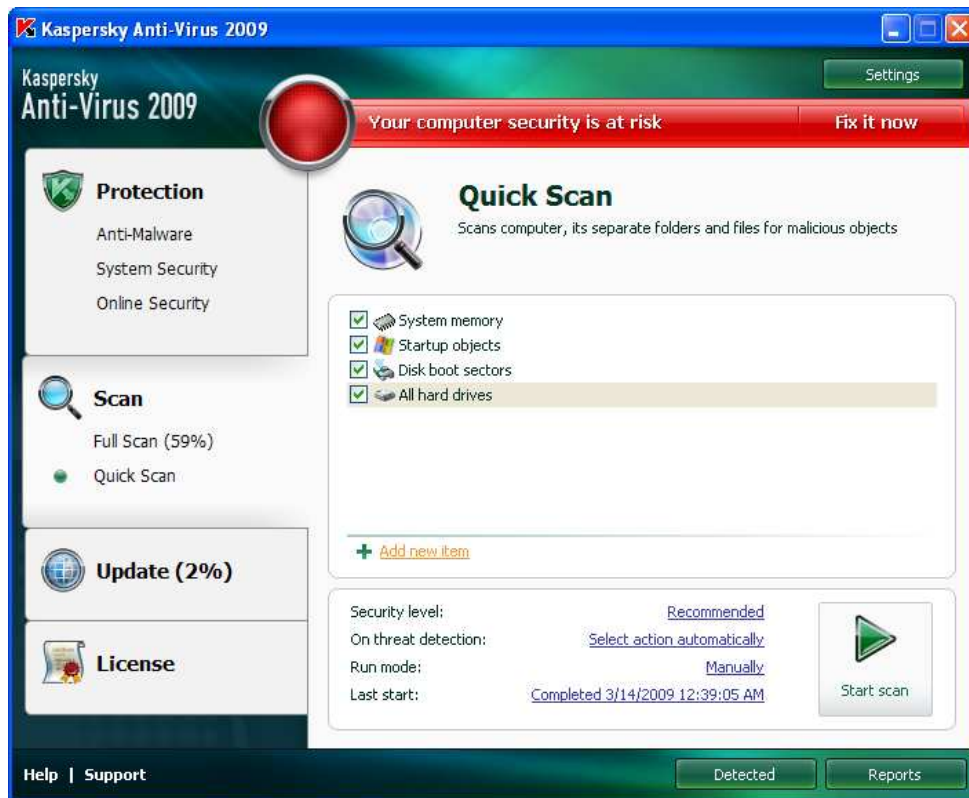 Kaspersky Anti-Virus 2009
Kaspersky
Anti-Virus 2009
Settings
Your computer security is at risk
Fix it now
Protection
Anti-Malware
System Security
Online Security
Scan
Full Scan (59%)
Quick Scan
Update (2%)
License
Quick Scan
Scans computer, its separate folders and files for malicious objects
System memory
Startup objects
Disk boot sectors
All hard drives
Add new item
Security level: Recommended
On threat detection: Select action automatically
Run mode: Manually
Last start: Completed 3/14/2009 12:39:05 AM
Start scan
Help | Support
Detected
Reports